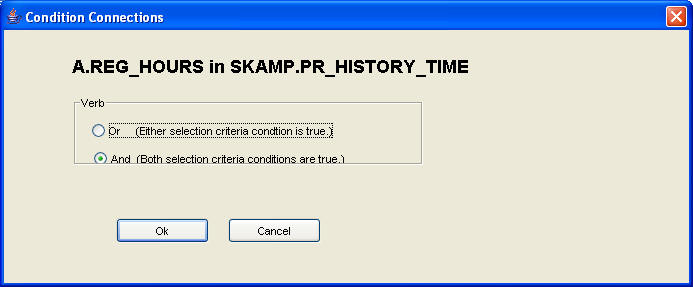 Condition Connections
A.REG_HOURS in SKAMP.PR_HISTORY_TIME
Verb
Or (Either selection criteria condtion is true.)
And (Both selection criteria conditions are true.)
Ok Cancel